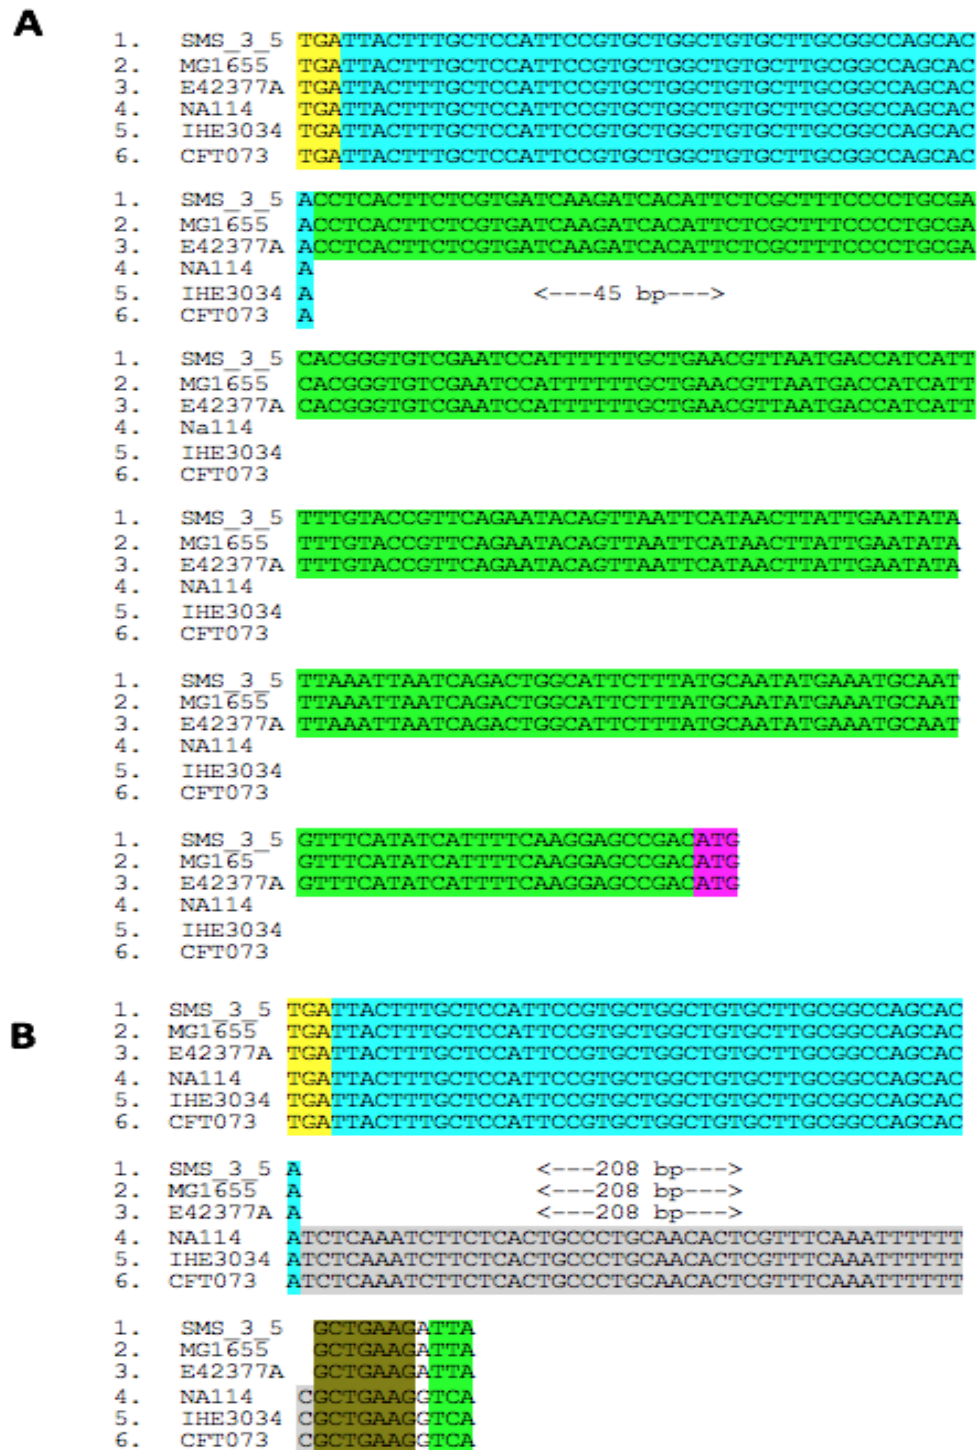 A
1. SMS_3_5 TGATTACTTTGCTCCATTCCGTGCTGGCTGTGCTTGCGGCCAGCAC
2. MG1655 TGATTACTTTGCTCCATTCCGTGCTGGCTGTGCTTGCGGCCAGCAC
3. E42377A TGATTACTTTGCTCCATTCCGTGCTGGCTGTGCTTGCGGCCAGCAC
4. NA114 TGATTACTTTGCTCCATTCCGTGCTGGCTGTGCTTGCGGCCAGCAC
5. IHE3034 TGATTACTTTGCTCCATTCCGTGCTGGCTGTGCTTGCGGCCAGCAC
6. CFT073 TGATTACTTTGCTCCATTCCGTGCTGGCTGTGCTTGCGGCCAGCAC
1. SMS_3_5 ACCTCACTTCTCGTGATCAAGATCACATTCTCGCTTTCCCCTGCGA
2. MG1655 ACCTCACTTCTCGTGATCAAGATCACATTCTCGCTTTCCCCTGCGA
3. E42377A ACCTCACTTCTCGTGATCAAGATCACATTCTCGCTTTCCCCTGCGA
4. NA114 A
5. IHE3034 A <---45 bp--->
6. CFT073 A
1. SMS_3_5 CACGGGTGTCGAATCCATTTTTTTGCTGAACGTTAATGACCATCATT
2. MG1655 CACGGGTGTCGAATCCATTTTTTTGCTGAACGTTAATGACCATCATT
3. E42377A CACGGGTGTCGAATCCATTTTTTTGCTGAACGTTAATGACCATCATT
4. Na114
5. IHE3034
6. CFT073
1. SMS_3_5 TTTGTACCGTTCAGAATACAGTTAATTCATAACTTATTGAATATA
2. MG1655 TTTGTACCGTTCAGAATACAGTTAATTCATAACTTATTGAATATA
3. E42377A TTTGTACCGTTCAGAATACAGTTAATTCATAACTTATTGAATATA
4. NA114
5. IHE3034
6. CFT073
1. SMS_3_5 TTAAATTAATCAGACTGGCATTCTTTATGCAATATGAAATGCAAT
2. MG1655 TTAAATTAATCAGACTGGCATTCTTTATGCAATATGAAATGCAAT
3. E42377A TTAAATTAATCAGACTGGCATTCTTTATGCAATATGAAATGCAAT
4. NA114
5. IHE3034
6. CFT073
1. SMS_3_5 GTTTCATATCATTTTCAAGGAGCCGACATG
2. MG165 GTTTCATATCATTTTCAAGGAGCCGACATG
3. E42377A GTTTCATATCATTTTCAAGGAGCCGACATG
4. NA114
5. IHE3034
6. CFT073
B
1. SMS_3_5 TGATTACTTTGCTCCATTCCGTGCTGGCTGTGCTTGCGGCCAGCAC
2. MG1655 TGATTACTTTGCTCCATTCCGTGCTGGCTGTGCTTGCGGCCAGCAC
3. E42377A TGATTACTTTGCTCCATTCCGTGCTGGCTGTGCTTGCGGCCAGCAC
4. NA114 TGATTACTTTGCTCCATTCCGTGCTGGCTGTGCTTGCGGCCAGCAC
5. IHE3034 TGATTACTTTGCTCCATTCCGTGCTGGCTGTGCTTGCGGCCAGCAC
6. CFT073 TGATTACTTTGCTCCATTCCGTGCTGGCTGTGCTTGCGGCCAGCAC
1. SMS_3_5 A <---208 bp--->
2. MG1655 A <---208 bp--->
3. E42377A A <---208 bp--->
4. NA114 ATCTCAAATCTTCTCACTGCCCTGCAACACTCGTTTCAAATTTTTT
5. IHE3034 ATCTCAAATCTTCTCACTGCCCTGCAACACTCGTTTCAAATTTTTT
6. CFT073 ATCTCAAATCTTCTCACTGCCCTGCAACACTCGTTTCAAATTTTTT
1. SMS_3_5 GCTGAAGATTA
2. MG1655 GCTGAAGATTA
3. E42377A GCTGAAGATTA
4. NA114 CGCTGAAGGTCA
5. IHE3034 CGCTGAAGGTCA
6. CFT073 CGCTGAAGGTCA